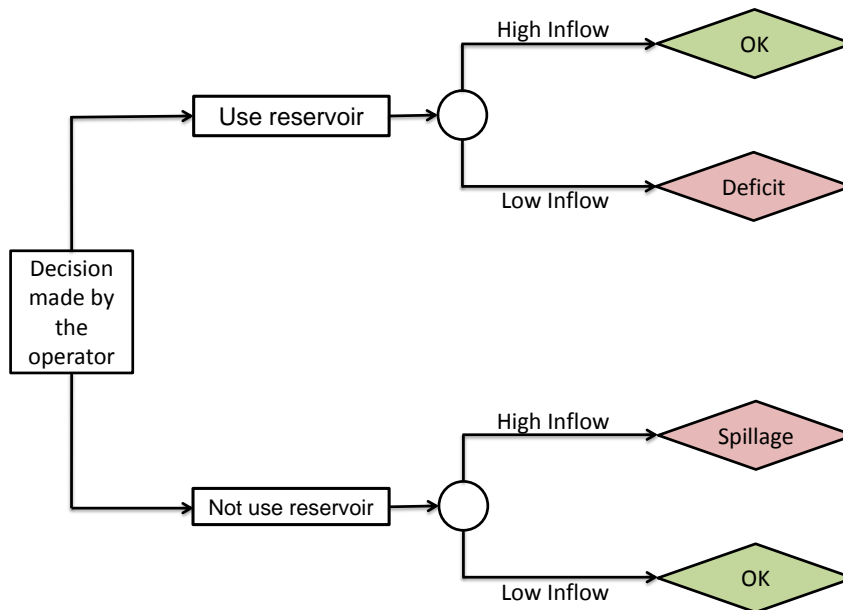 High Inflow
OK
Use reservoir
Low Inflow
Deficit
Decision
made by
the
operator
High Inflow
Spillage
Not use reservoir
Low Inflow
OK